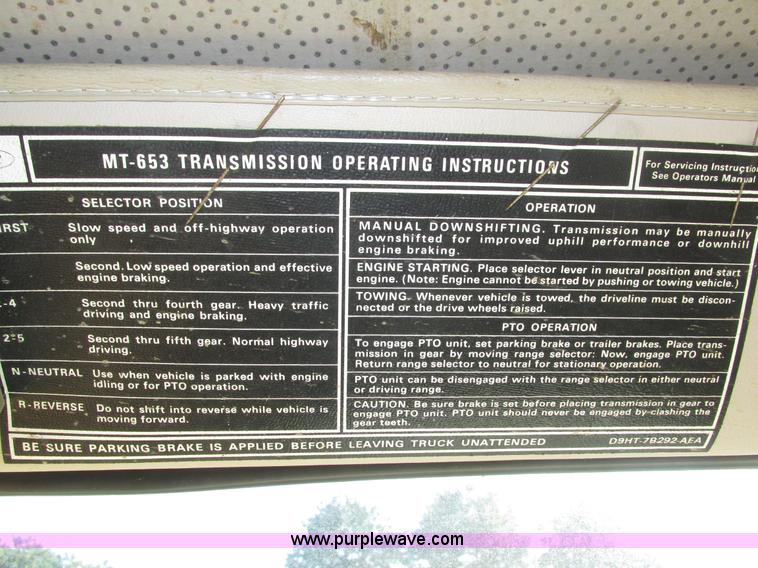 MT-653 TRANSMISSION OPERATING INSTRUCTIONS
For Servicing Instruction
See Operators Manual
SELECTOR POSITION
IRST Slow speed and off-highway operation
only
Second. Low speed operation and effective
engine braking.
-4 Second thru fourth gear. Heavy traffic
driving and engine braking.
2-5 Second thru fifth gear. Normal highway
driving.
N-NEUTRAL Use when vehicle is parked with engine
idling or for PTO operation.
R-REVERSE Do not shift into reverse while vehicle is
moving forward.
OPERATION
MANUAL DOWNSHIFTING. Transmission may be manually
downshifted for improved uphill performance or downhill
engine braking.
ENGINE STARTING. Place selector lever in neutral position and start
engine. (Note: Engine cannot be started by pushing or towing vehicle.)
TOWING. Whenever vehicle is towed, the driveline must be discon-
nected or the drive wheels raised.
PTO OPERATION
To engage PTO unit, set parking brake or trailer brakes. Place trans-
mission in gear by moving range selector: Now, engage PTO unit.
Return range selector to neutral for stationary operation.
PTO unit can be disengaged with the range selector in either neutral
or driving range.
CAUTION. Be sure brake is set before placing transmission in gear to
engage PTO unit. PTO unit should never be engaged by clashing the
gear teeth.
BE SURE PARKING BRAKE IS APPLIED BEFORE LEAVING TRUCK UNATTENDED D9HT-7B292-AEA
www.purplewave.com